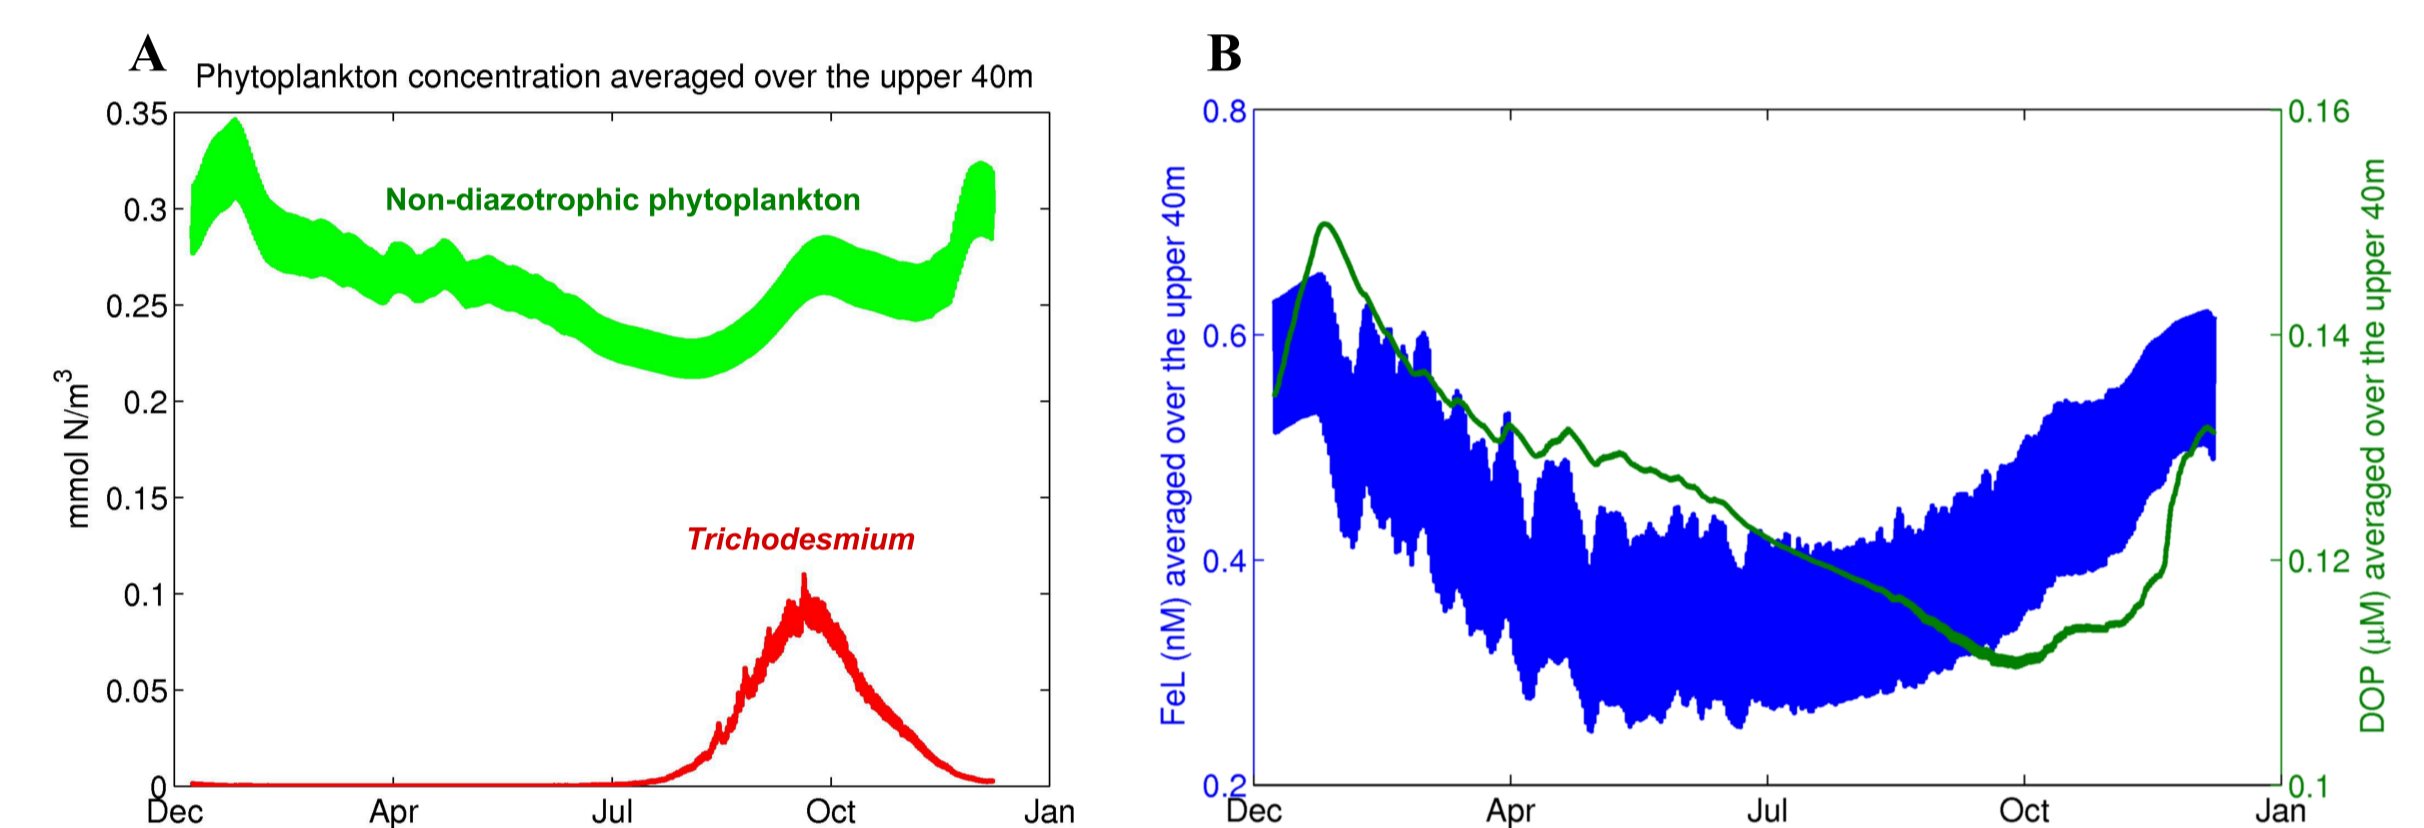 A
Phytoplankton concentration averaged over the upper 40m
mmol N/m³
0.35
0.3
0.25
0.2
0.15
0.1
0.05
0
Non-diazotrophic phytoplankton
Trichodesmium
Dec Apr Jul Oct Jan
B
FeL (nM) averaged over the upper 40m
0.8
0.6
0.4
0.2
0.16
0.14
0.12
0.1
DOP (µM) averaged over the upper 40m
Dec Apr Jul Oct Jan